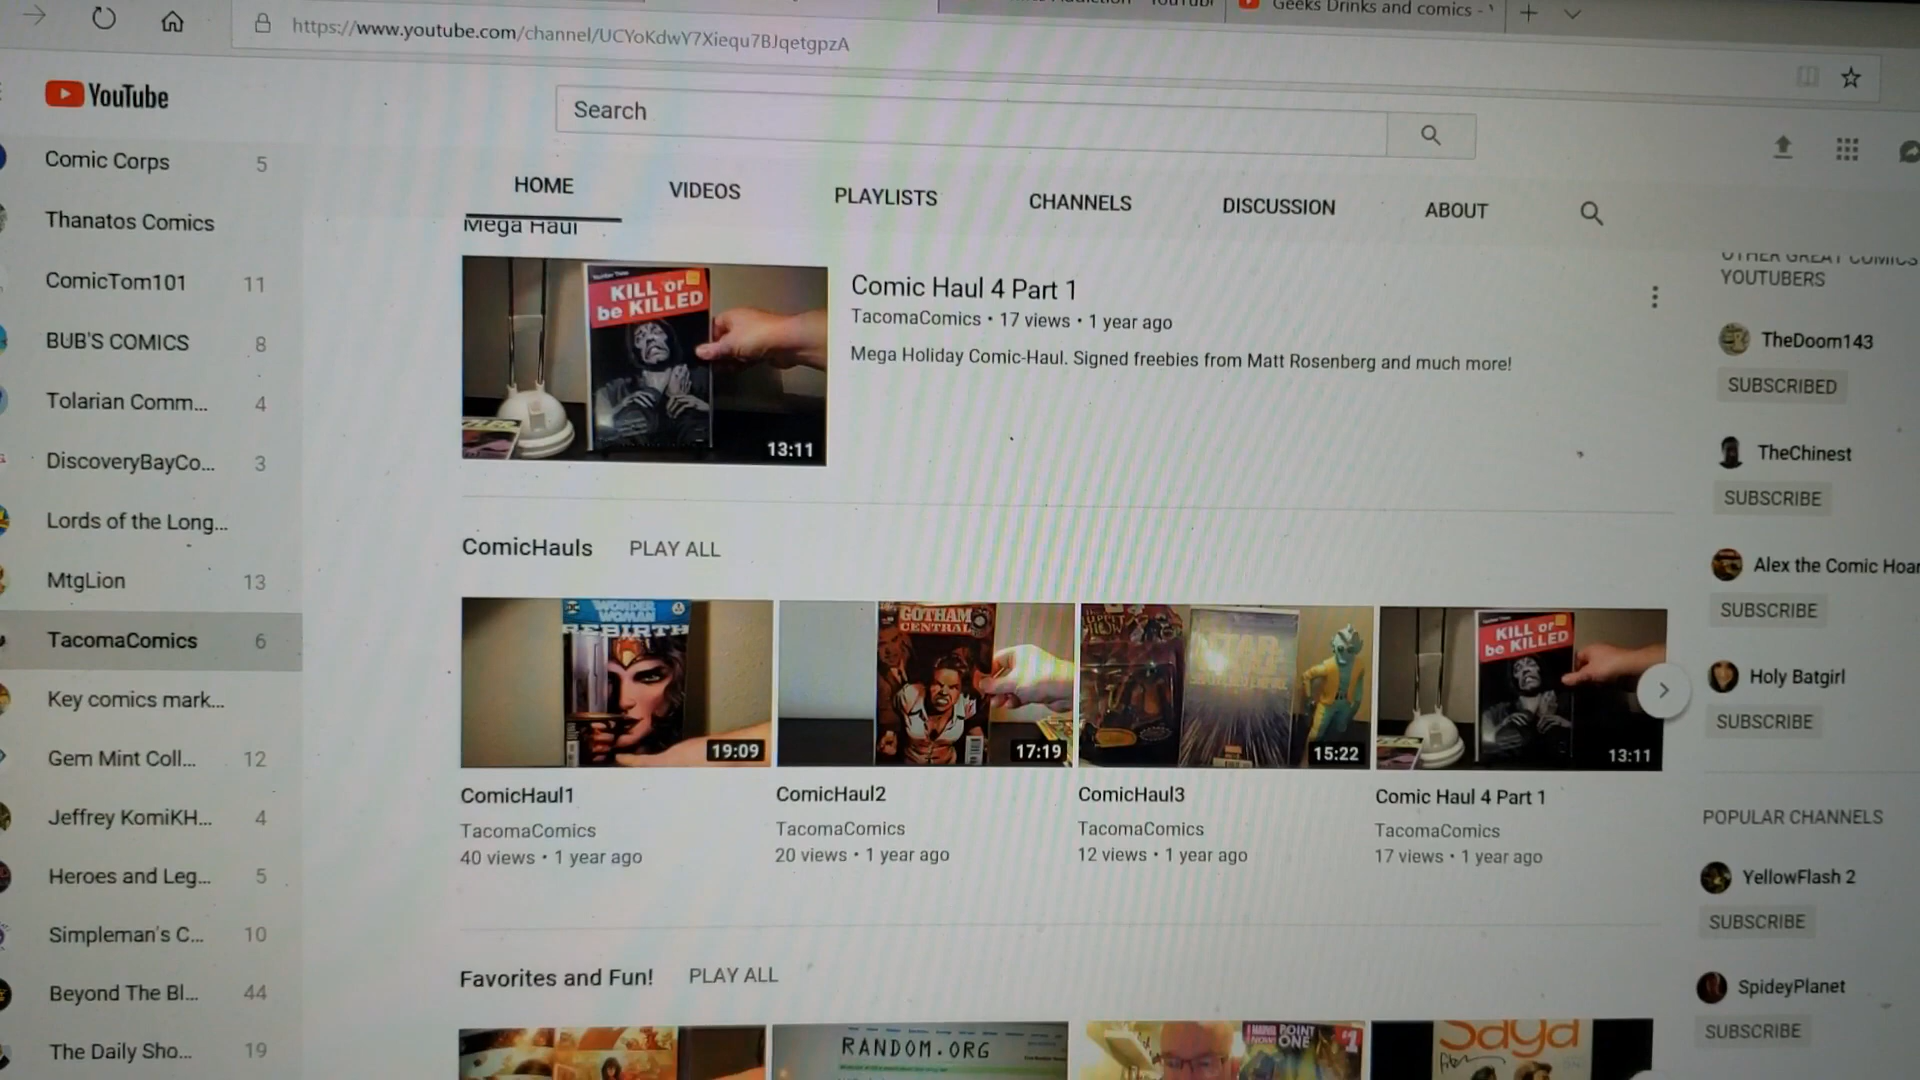 Geeks Drinks and comics -
https://www.youtube.com/channel/UCYoKdwY7Xiequ7BJqetgpzA
YouTube
Search
Comic Corps 5
Thanatos Comics
ComicTom101 11
BUB'S COMICS 8
Tolarian Comm... 4
DiscoveryBayCo... 3
Lords of the Long...
MtgLion 13
TacomaComics 6
Key comics mark...
Gem Mint Coll... 12
Jeffrey KomiKH... 4
Heroes and Leg... 5
Simpleman's C... 10
Beyond The Bl... 44
The Daily Sho... 19
HOME VIDEOS PLAYLISTS CHANNELS DISCUSSION ABOUT
Mega Haul
KILL or
be KILLED
13:11
Comic Haul 4 Part 1
TacomaComics • 17 views • 1 year ago
Mega Holiday Comic-Haul. Signed freebies from Matt Rosenberg and much more!
ComicHauls PLAY ALL
WONDER
WOMAN
REBIRTH
19:09
GOTHAM
CENTRAL
17:19
15:22
KILL or
be KILLED
13:11
ComicHaul1
TacomaComics
40 views • 1 year ago
ComicHaul2
TacomaComics
20 views • 1 year ago
ComicHaul3
TacomaComics
12 views • 1 year ago
Comic Haul 4 Part 1
TacomaComics
17 views • 1 year ago
Favorites and Fun! PLAY ALL
RANDOM.ORG
POINT
ONE
#1
OTHER GREAT COMICS
YOUTUBERS
TheDoom143
SUBSCRIBED
TheChinest
SUBSCRIBE
Alex the Comic Hoar
SUBSCRIBE
Holy Batgirl
SUBSCRIBE
POPULAR CHANNELS
YellowFlash 2
SUBSCRIBE
SpideyPlanet
SUBSCRIBE